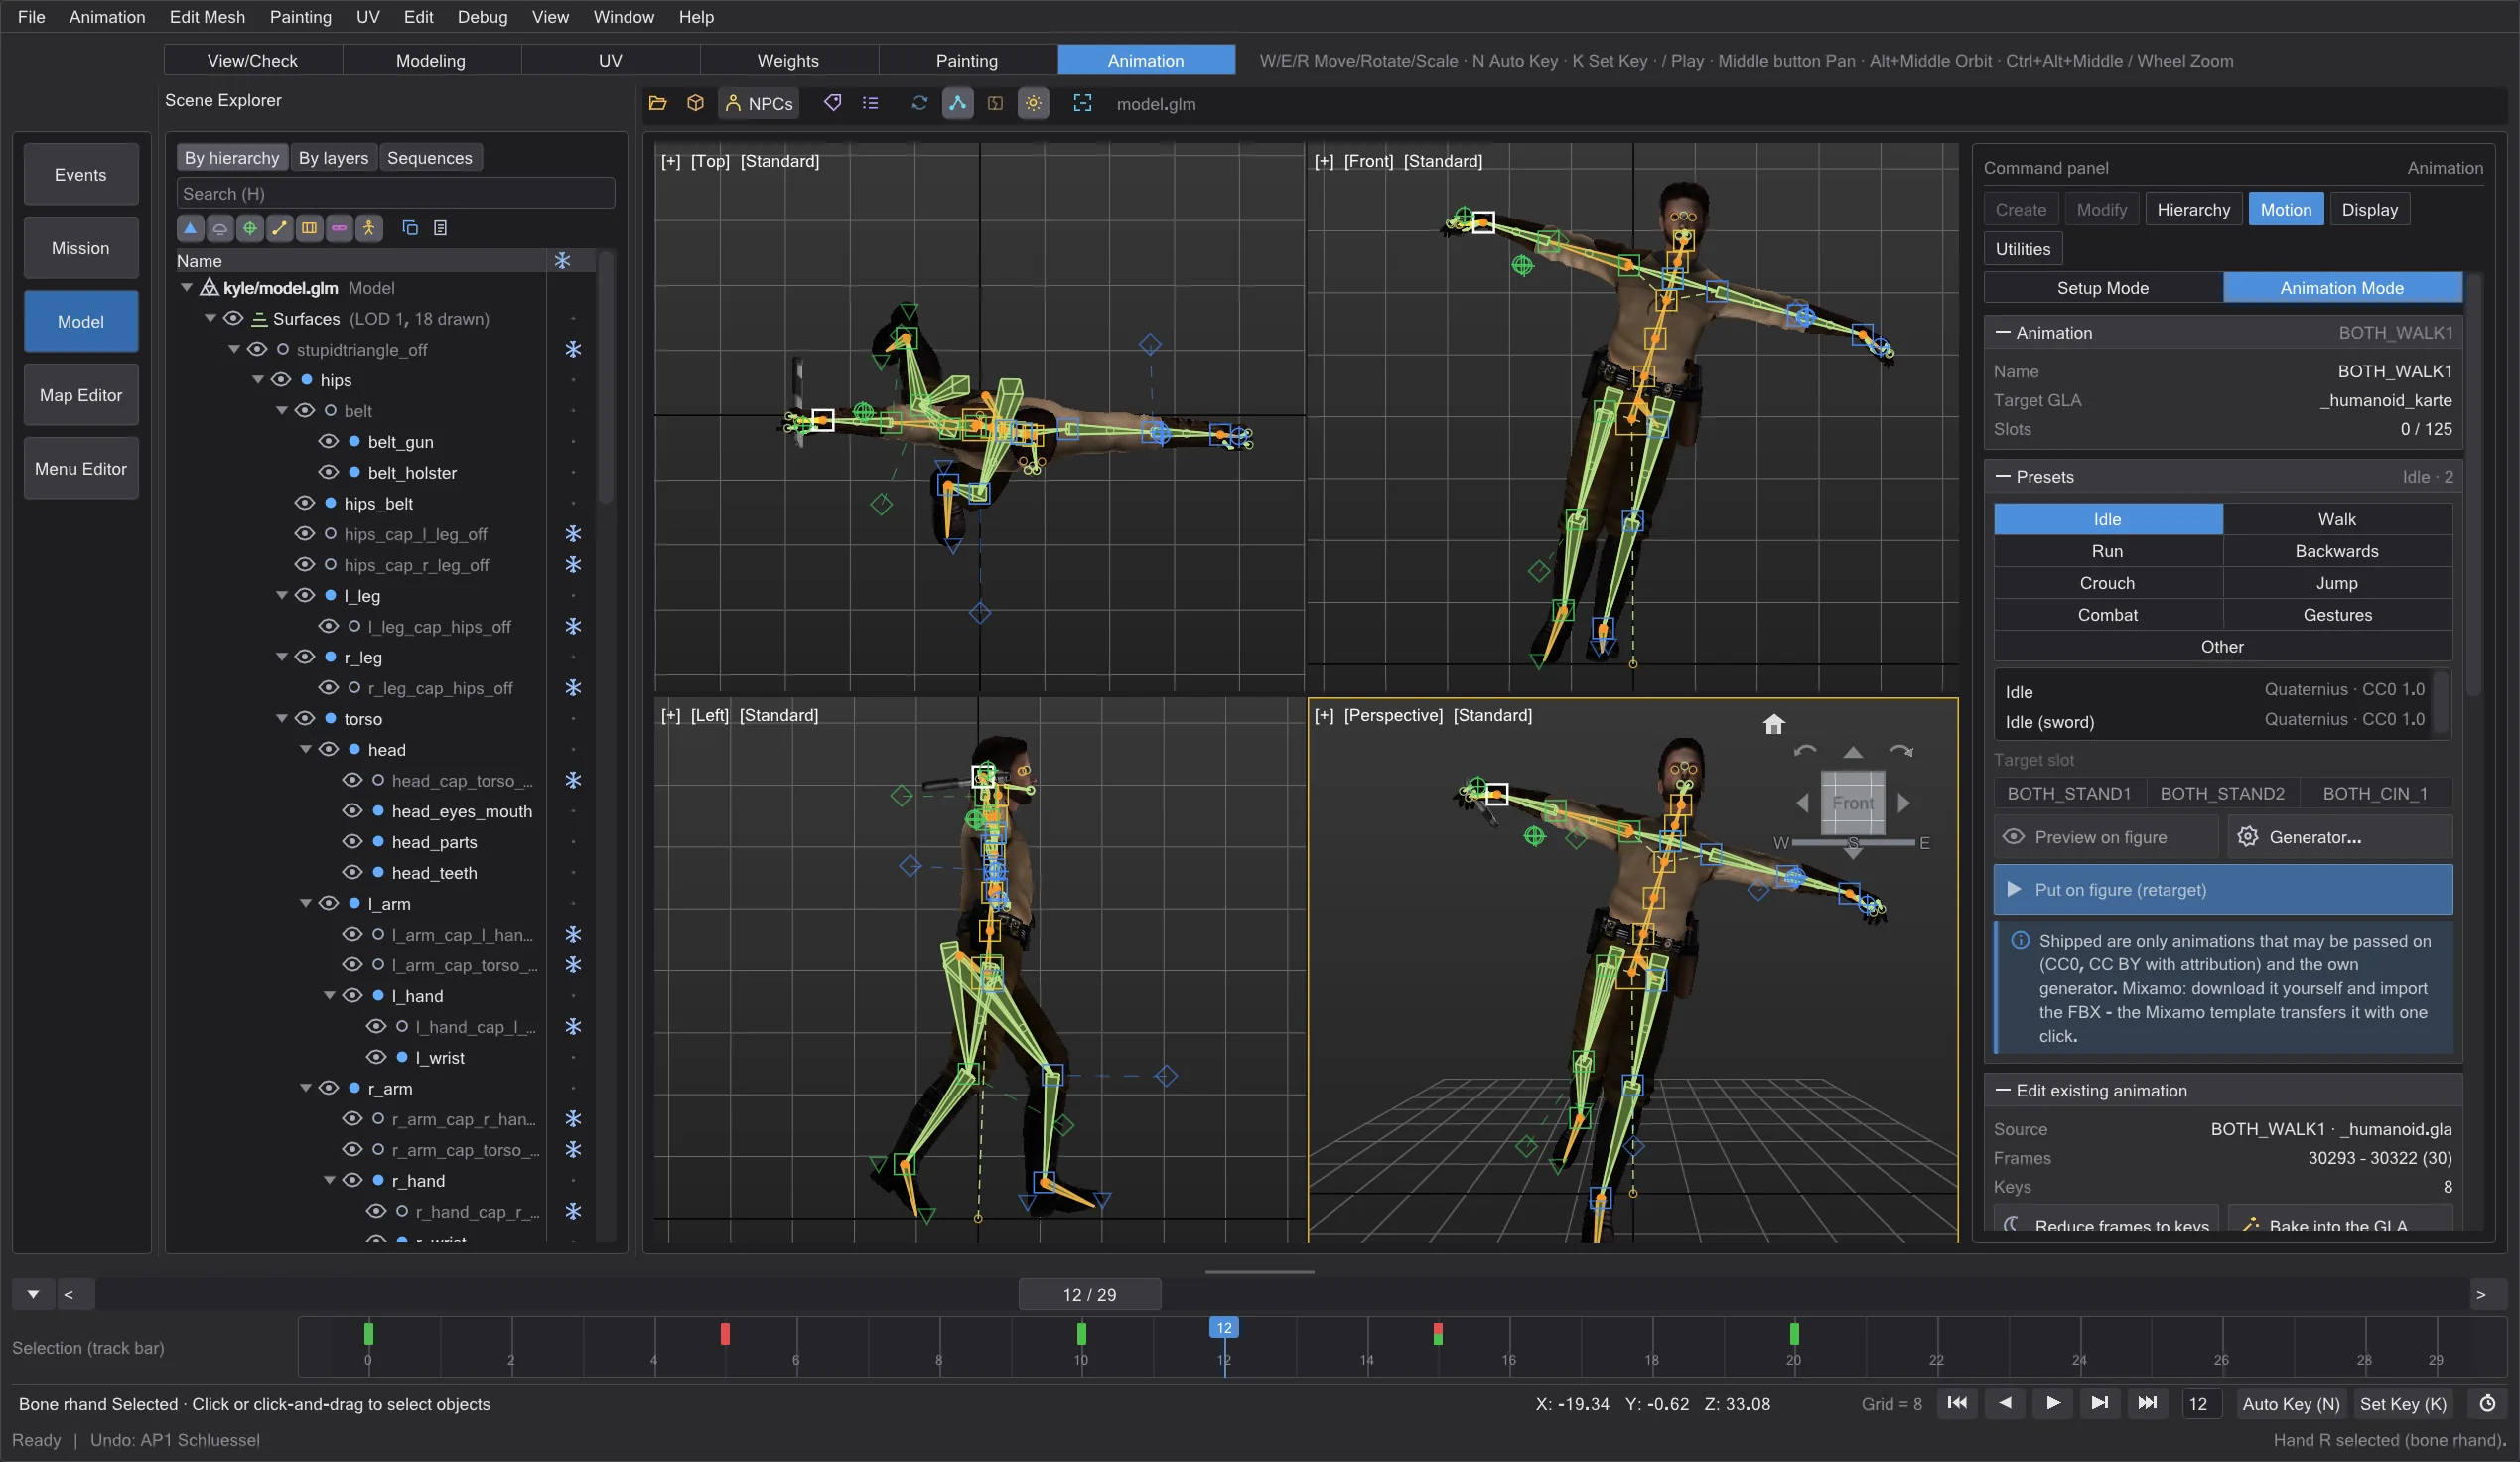 File Animation Edit Mesh Painting UV Edit Debug View Window Help
View/Check Modeling UV Weights Painting Animation W/E/R Move/Rotate/Scale · N Auto Key · K Set Key · / Play · Middle button Pan · Alt+Middle Orbit · Ctrl+Alt+Middle / Wheel Zoom
Scene Explorer
NPCs model.glm
Events
Mission
Model
Map Editor
Menu Editor
By hierarchy By layers Sequences
Search (H)
Name
kyle/model.glm Model
Surfaces (LOD 1, 18 drawn)
stupidtriangle_off
hips
belt
belt_gun
belt_holster
hips_belt
hips_cap_l_leg_off
hips_cap_r_leg_off
l_leg
l_leg_cap_hips_off
r_leg
r_leg_cap_hips_off
torso
head
head_cap_torso_...
head_eyes_mouth
head_parts
head_teeth
l_arm
l_arm_cap_l_han...
l_arm_cap_torso_...
l_hand
l_hand_cap_l_...
l_wrist
r_arm
r_arm_cap_r_han...
r_arm_cap_torso_...
r_hand
r_hand_cap_r_...
r_wrist
[+] [Top] [Standard]
[+] [Front] [Standard]
[+] [Left] [Standard]
[+] [Perspective] [Standard]
Front
W S E
Command panel Animation
Create Modify Hierarchy Motion Display
Utilities
Setup Mode Animation Mode
Animation BOTH_WALK1
Name BOTH_WALK1
Target GLA _humanoid_karte
Slots 0 / 125
Presets Idle · 2
Idle Walk
Run Backwards
Crouch Jump
Combat Gestures
Other
Idle Quaternius · CC0 1.0
Idle (sword) Quaternius · CC0 1.0
Target slot
BOTH_STAND1 BOTH_STAND2 BOTH_CIN_1
Preview on figure Generator...
Put on figure (retarget)
Shipped are only animations that may be passed on
(CC0, CC BY with attribution) and the own
generator. Mixamo: download it yourself and import
the FBX - the Mixamo template transfers it with one
click.
Edit existing animation
Source BOTH_WALK1 · _humanoid.gla
Frames 30293 - 30322 (30)
Keys 8
Reduce frames to keys Bake into the GLA
< 12 / 29 >
Selection (track bar)
12
0 2 4 6 8 10 12 14 16 18 20 22 24 26 28 29
Bone rhand Selected · Click or click-and-drag to select objects X: -19.34 Y: -0.62 Z: 33.08 Grid = 8 12 Auto Key (N) Set Key (K)
Ready | Undo: AP1 Schluessel Hand R selected (bone rhand).